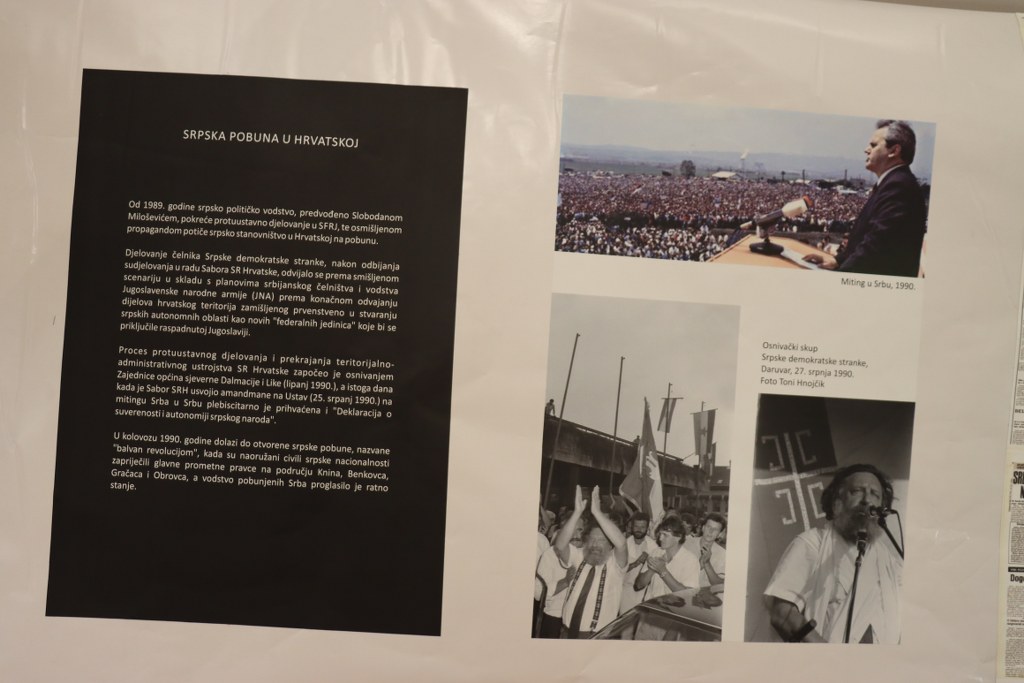 SRPSKA POBUNA U HRVATSKOJ
Od 1989. godine srpsko političko vodstvo, predvođeno Slobodanom
Miloševićem, pokreće protuustavno djelovanje u SFRJ, te osmišljenom
propagandom potiče srpsko stanovništvo u Hrvatskoj na pobunu.
Djelovanje čelnika Srpske demokratske stranke, nakon odbijanja
sudjelovanja u radu Sabora SR Hrvatske, odvijalo se prema smišljenom
scenariju u skladu s planovima srbijanskog čelništva i vodstva
Jugoslavenske narodne armije (JNA) prema konačnom odvajanju
dijelova hrvatskog teritorija zamišljenog prvenstveno u stvaranju
srpskih autonomnih oblasti kao novih "federalnih jedinica" koje bi se
priključile raspadnutoj Jugoslaviji.
Proces protuustavnog djelovanja i prekrajanja teritorijalno-
administrativnog ustrojstva SR Hrvatske započeo je osnivanjem
Zajednice općina sjeverne Dalmacije i Like (lipanj 1990.), a istoga dana
kada je Sabor SRH usvojio amandmane na Ustav (25. srpanj 1990.) na
mitingu Srba u Srbu plebiscitarno je prihvaćena i "Deklaracija o
suverenosti i autonomiji srpskog naroda".
U kolovozu 1990. godine dolazi do otvorene srpske pobune, nazvane
"balvan revolucijom", kada su naoružani civili srpske nacionalnosti
zapriječili glavne prometne pravce na području Knina, Benkovca,
Gračaca i Obrovca, a vodstvo pobunjenih Srba proglasilo je ratno
stanje.
Miting u Srbu, 1990.
Osnivački skup
Srpske demokratske stranke,
Daruvar, 27. srpnja 1990.
Foto Toni Hnojčik